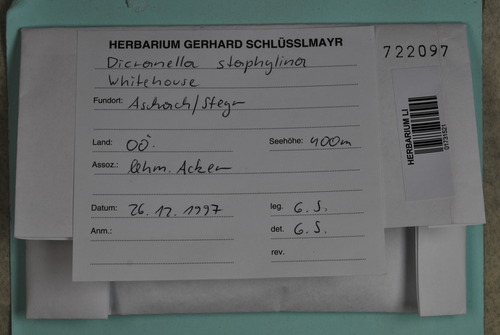 HERBARIUM GERHARD SCHLÜSSLMAYR
Dicranella staphylina
Whitehouse
Fundort: Aschach/Steyr
Land: OÖ. Seehöhe: 400m
Assoz.: lehm. Acker
Datum: 26.12.1997 leg. G.S.
Anm.: det. G.S.
rev.
722097
HERBARIUM LI